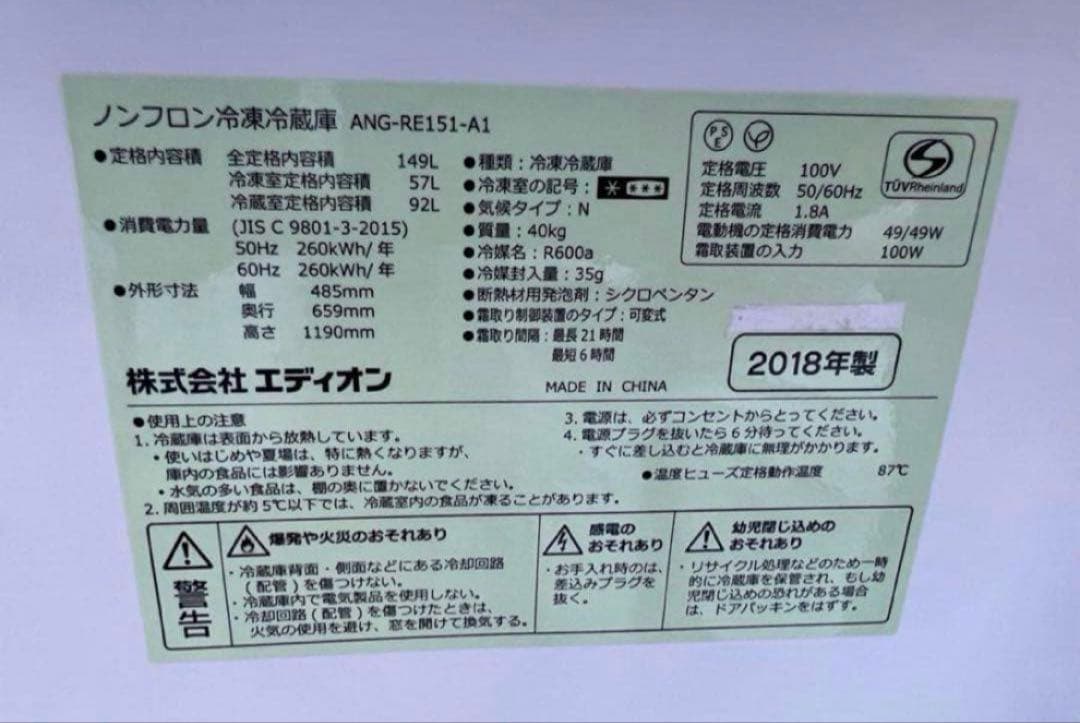 ノンフロン冷凍冷蔵庫 ANG-RE151-A1
●定格内容積 全定格内容積 149L
冷凍室定格内容積 57L
冷蔵室定格内容積 92L
●消費電力量 (JIS C 9801-3-2015)
50Hz 260kWh/年
60Hz 260kWh/年
●外形寸法 幅 485mm
奥行 659mm
高さ 1190mm
●種類：冷凍冷蔵庫
●冷凍室の記号：
●気候タイプ：N
●質量：40kg
●冷媒名：R600a
●冷媒封入量：35g
●断熱材用発泡剤：シクロペンタン
●霜取り制御装置のタイプ：可変式
●霜取り間隔：最長21時間
最短6時間
PSE
定格電圧 100V
定格周波数 50/60Hz
定格電流 1.8A
電動機の定格消費電力 49/49W
霜取装置の入力 100W
TÜVRheinland
2018年製
株式会社 エディオン
MADE IN CHINA
●使用上の注意
1. 冷蔵庫は表面から放熱しています。
・使いはじめや夏場は、特に熱くなりますが、
庫内の食品には影響ありません。
・水気の多い食品は、棚の奥に置かないでください。
2. 周囲温度が約5℃以下では、冷蔵室内の食品が凍ることがあります。
3. 電源は、必ずコンセントからとってください。
4. 電源プラグを抜いたら6分待ってください。
・すぐに差し込むと冷蔵庫に無理がかかります。
●温度ヒューズ定格動作温度 87℃
警告
爆発や火災のおそれあり
・冷蔵庫背面・側面などにある冷却回路
(配管)を傷つけない。
・冷蔵庫内で電気製品を使用しない。
・冷却回路(配管)を傷つけたときは、
火気の使用を避け、窓を開けて換気する。
感電の
おそれあり
・お手入れ時のは、
差込みプラグを
抜く。
幼児閉じ込めの
おそれあり
・リサイクル処理などのため一時
的に冷蔵庫を保管され、もし幼
児閉じ込めの恐れがある場合
は、ドアパッキンをはずす。